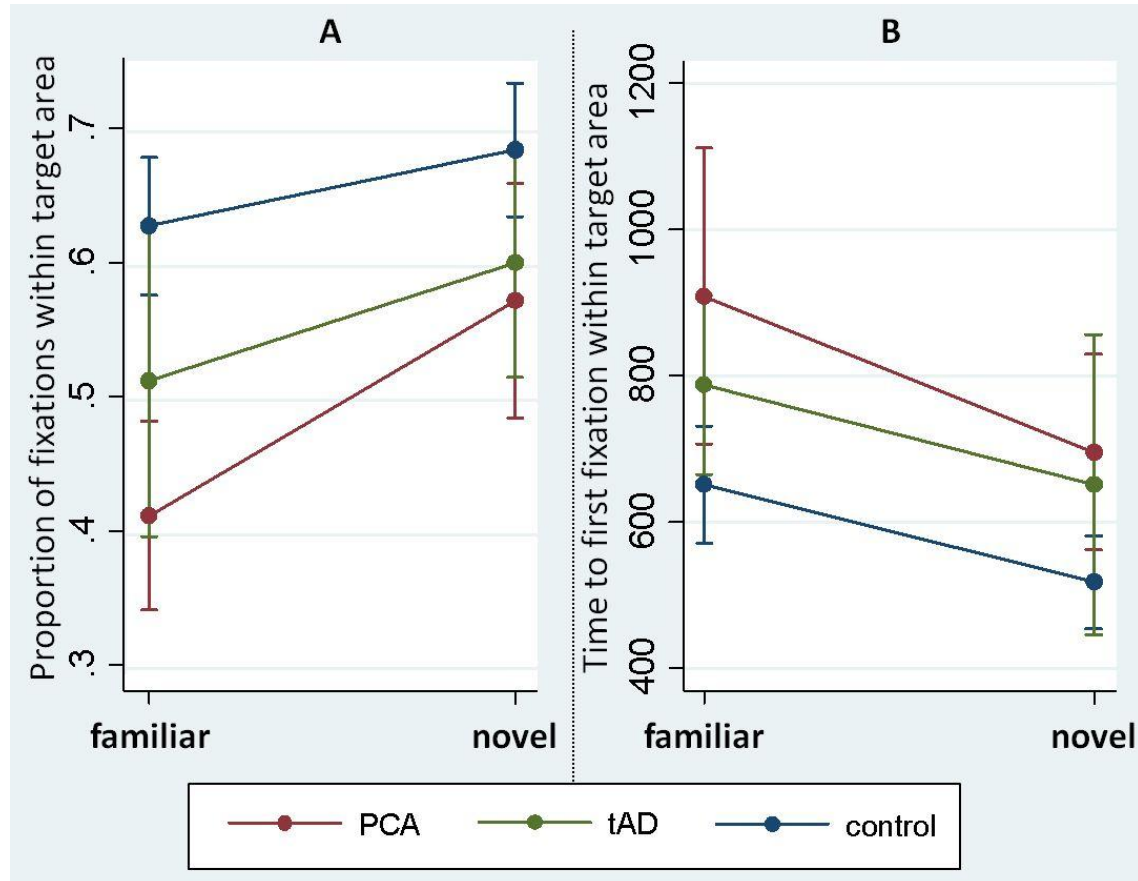 A
Proportion of fixations within target area
.7
.6
.5
.4
.3
familiar novel
B
Time to first fixation within target area
1200
1000
800
600
400
familiar novel
PCA tAD control